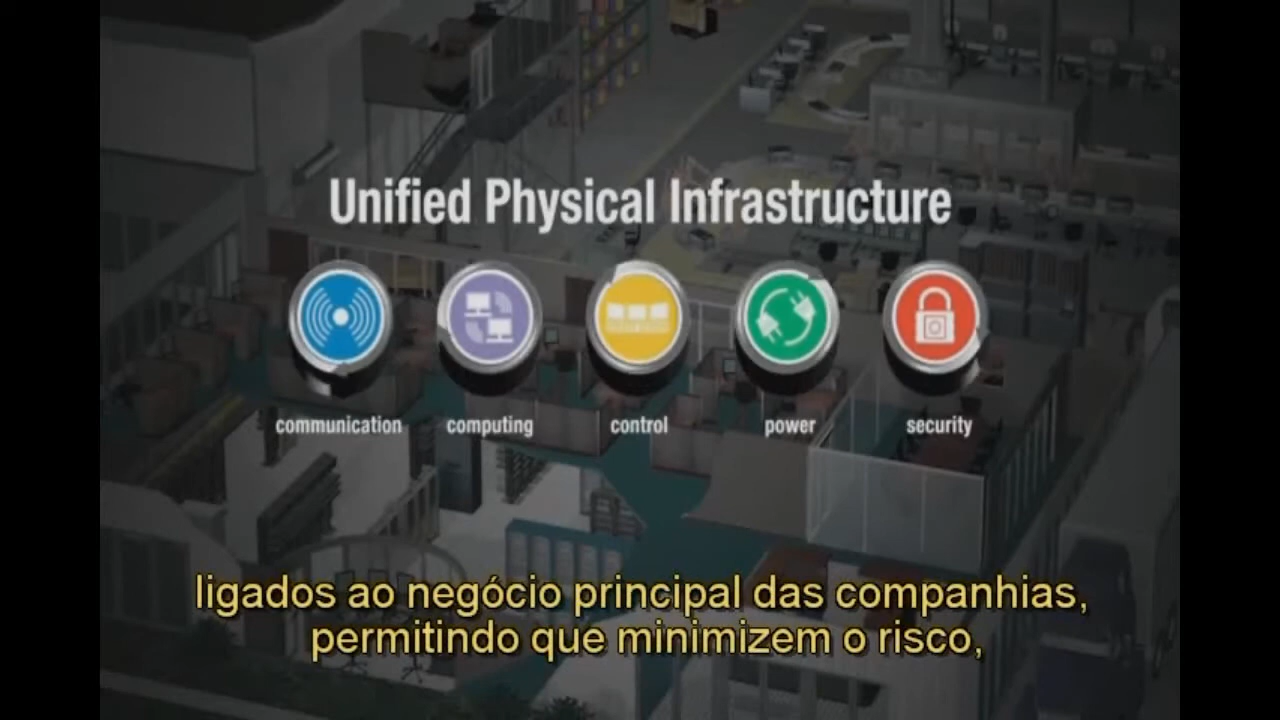 Unified Physical Infrastructure
communication computing control power security
ligados ao negócio principal das companhias,
permitindo que minimizem o risco,